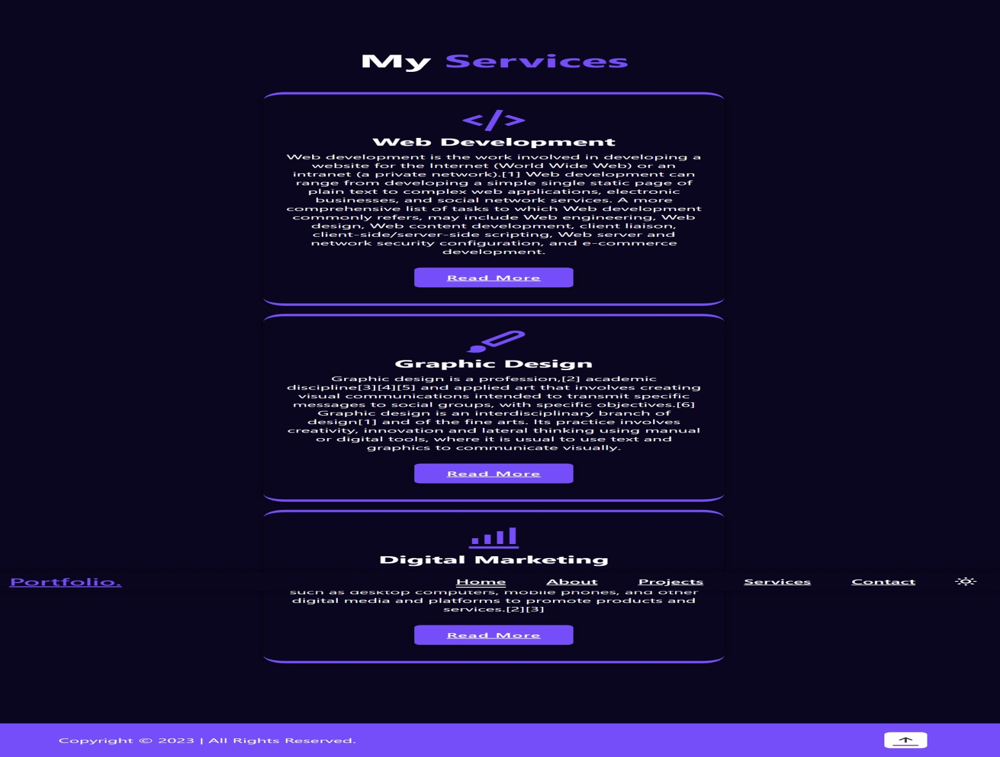 My Services
Web Development
Web development is the work involved in developing a
website for the Internet (World Wide Web) or an
intranet (a private network).[1] Web development can
range from developing a simple single static page of
plain text to complex web applications, electronic
businesses, and social network services. A more
comprehensive list of tasks to which Web development
commonly refers, may include Web engineering, Web
design, Web content development, client liaison,
client-side/server-side scripting, Web server and
network security configuration, and e-commerce
development.
Read More
Graphic Design
Graphic design is a profession,[2] academic
discipline[3][4][5] and applied art that involves creating
visual communications intended to transmit specific
messages to social groups, with specific objectives.[6]
Graphic design is an interdisciplinary branch of
design[1] and of the fine arts. Its practice involves
creativity, innovation and lateral thinking using manual
or digital tools, where it is usual to use text and
graphics to communicate visually.
Read More
Digital Marketing
Portfolio. Home About Projects Services Contact
such as desktop computers, mobile phones, and other
digital media and platforms to promote products and
services.[2][3]
Read More
Copyright © 2023 | All Rights Reserved.